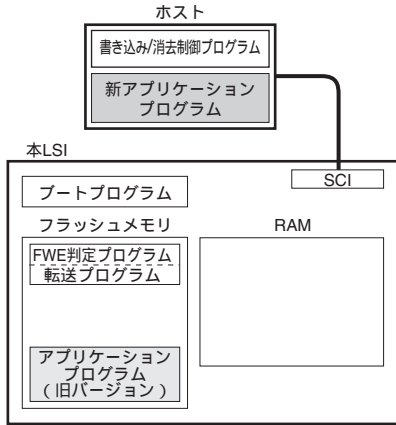 ホスト
書き込み/消去制御プログラム
新アプリケーション
プログラム
本LSI
SCI
ブートプログラム
フラッシュメモリ
RAM
FWE判定プログラム
転送プログラム
アプリケーション
プログラム
(旧バージョン)